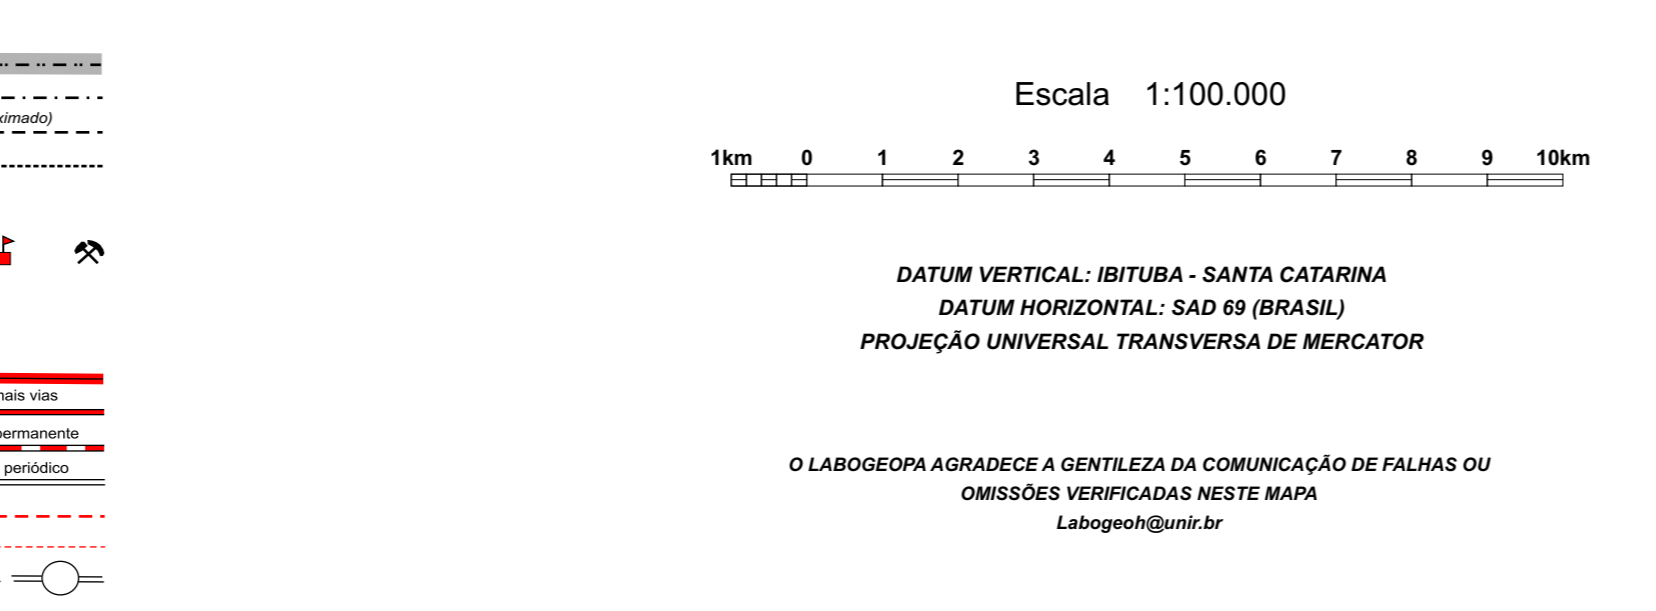 ximado)
mais vias
permanente
periódico
Escala 1:100.000
1km 0 1 2 3 4 5 6 7 8 9 10km
DATUM VERTICAL: IBITUBA - SANTA CATARINA
DATUM HORIZONTAL: SAD 69 (BRASIL)
PROJEÇÃO UNIVERSAL TRANSVERSA DE MERCATOR
O LABOGEOPA AGRADECE A GENTILEZA DA COMUNICAÇÃO DE FALHAS OU
OMISSÕES VERIFICADAS NESTE MAPA
Labogeoh@unir.br